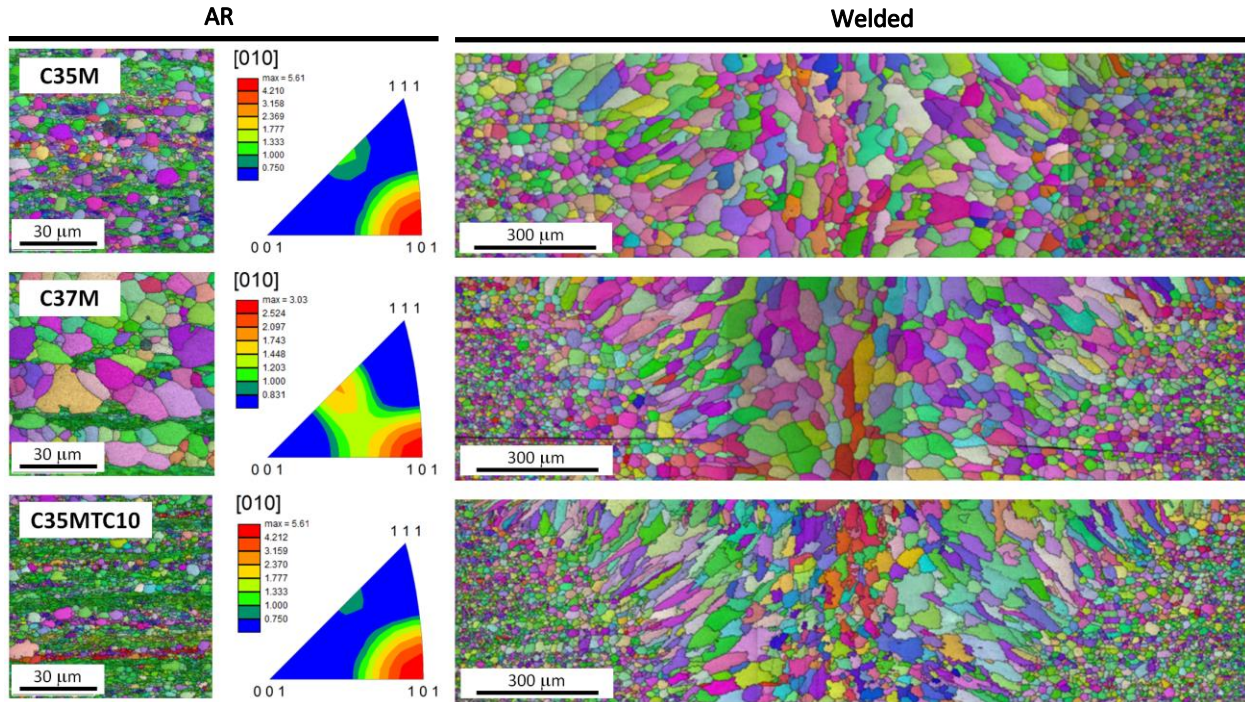 AR
Welded
C35M
30 μm
[010]
max = 5.61
4.210
3.158
2.369
1.777
1.333
1.000
0.750
1 1 1
0 0 1
1 0 1
300 μm
C37M
30 μm
[010]
max = 3.03
2.524
2.097
1.743
1.448
1.203
1.000
0.831
1 1 1
0 0 1
1 0 1
300 μm
C35MTC10
30 μm
[010]
max = 5.61
4.212
3.159
2.370
1.777
1.333
1.000
0.750
1 1 1
0 0 1
1 0 1
300 μm